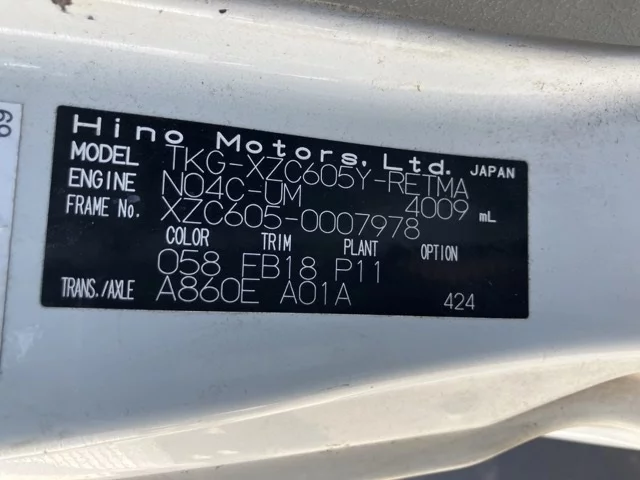 Hino Motors, Ltd. JAPAN
MODEL TKG-XZC605Y-RETMA
ENGINE N04C-UM 4009 mL
FRAME No. XZC605-0007978
COLOR TRIM PLANT OPTION
058 FB18 P11
TRANS./AXLE A860E A01A 424
69